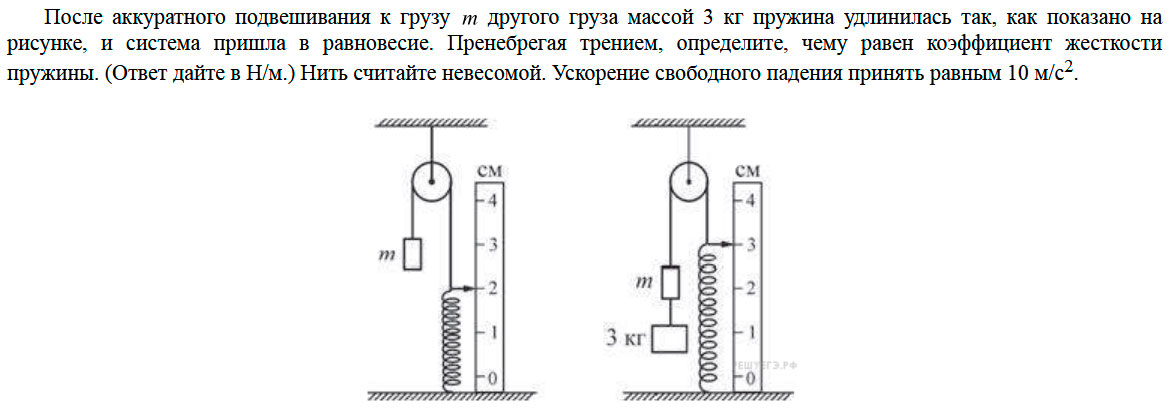 После аккуратного подвешивания к грузу m другого груза массой 3 кг пружина удлинилась так, как показано на
рисунке, и система пришла в равновесие. Пренебрегая трением, определите, чему равен коэффициент жесткости
пружины. (Ответ дайте в Н/м.) Нить считайте невесомой. Ускорение свободного падения принять равным 10 м/с².
см
4
3
2
1
0
m
см
4
3
2
1
0
m
3 кг
РЕШУЕГЭ.РФ